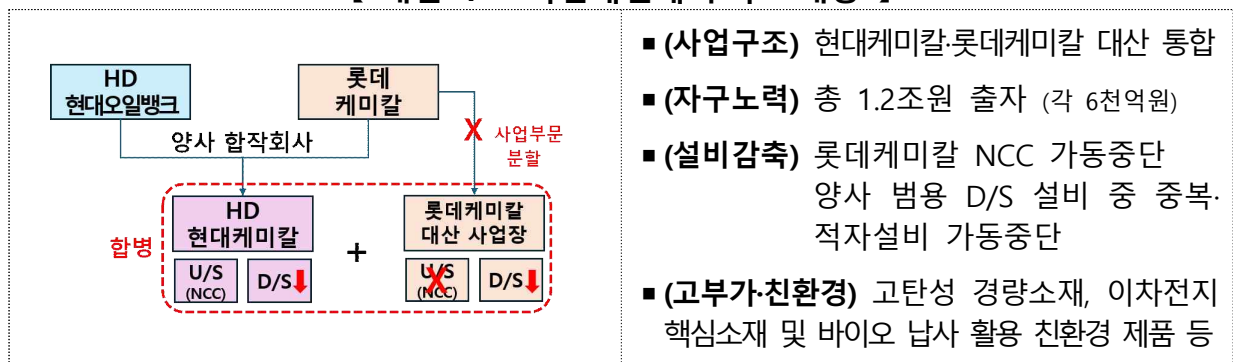 HD
현대오일뱅크
롯데
케미칼
양사 합작회사
X 사업부문
분할
합병
HD
현대케미칼
U/S
(NCC)
D/S
+
롯데케미칼
대산 사업장
U/S
(NCC)
D/S
▪ (사업구조) 현대케미칼·롯데케미칼 대산 통합
▪ (자구노력) 총 1.2조원 출자 (각 6천억원)
▪ (설비감축) 롯데케미칼 NCC 가동중단
양사 범용 D/S 설비 중 중복·
적자설비 가동중단
▪ (고부가·친환경) 고탄성 경량소재, 이차전지
핵심소재 및 바이오 납사 활용 친환경 제품 등